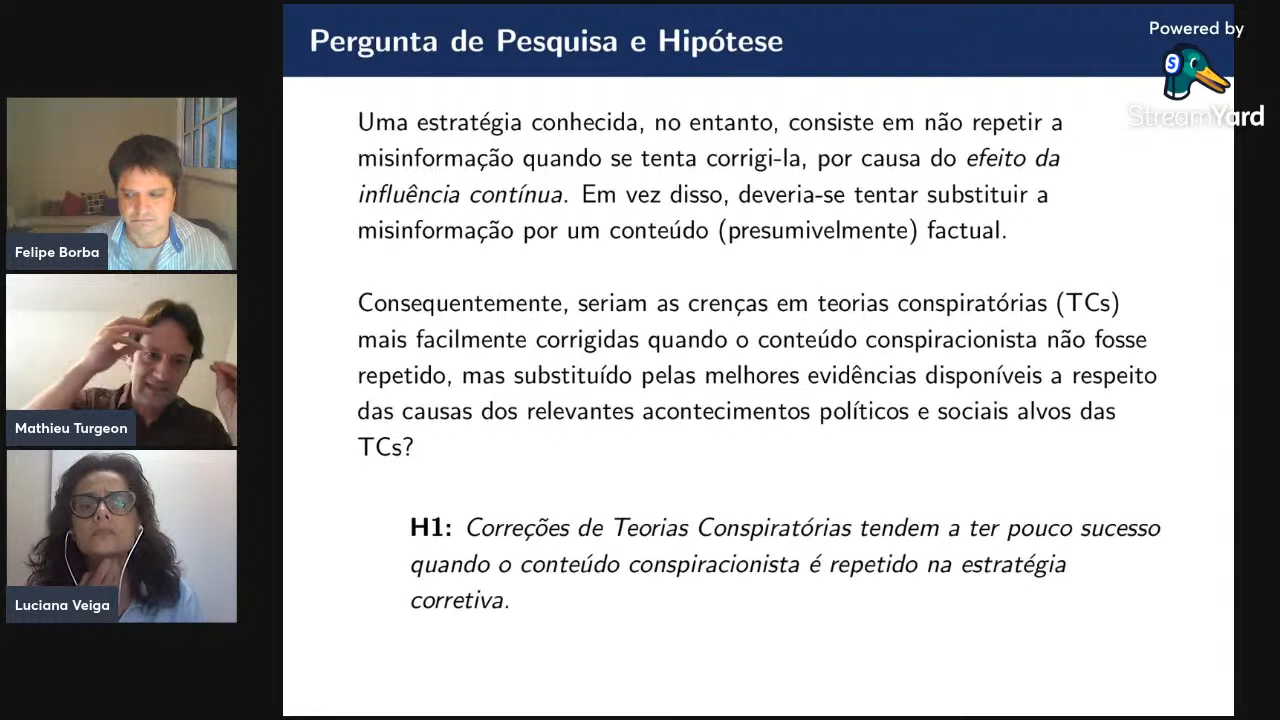 Pergunta de Pesquisa e Hipótese
Powered by
S
StreamYard
Uma estratégia conhecida, no entanto, consiste em não repetir a
misinformação quando se tenta corrigi-la, por causa do efeito da
influência contínua. Em vez disso, deveria-se tentar substituir a
misinformação por um conteúdo (presumivelmente) factual.
Consequentemente, seriam as crenças em teorias conspiratórias (TCs)
mais facilmente corrigidas quando o conteúdo conspiracionista não fosse
repetido, mas substituído pelas melhores evidências disponíveis a respeito
das causas dos relevantes acontecimentos políticos e sociais alvos das
TCs?
H1: Correções de Teorias Conspiratórias tendem a ter pouco sucesso
quando o conteúdo conspiracionista é repetido na estratégia
corretiva.
Felipe Borba
Mathieu Turgeon
Luciana Veiga